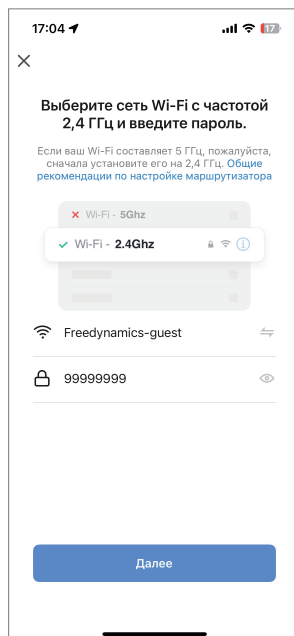 17:04
17
Выберите сеть Wi-Fi с частотой
2,4 ГГц и введите пароль.
Если ваш Wi-Fi составляет 5 ГГц, пожалуйста,
сначала установите его на 2,4 ГГц. Общие
рекомендации по настройке маршрутизатора
Wi-Fi - 5Ghz
Wi-Fi - 2.4Ghz
Freedynamics-guest
99999999
Далее